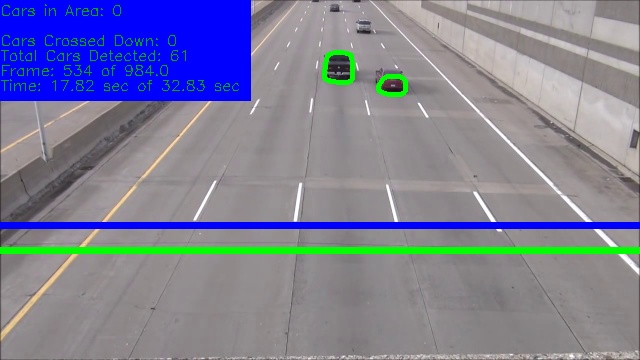 Cars in Area: 0
Cars Crossed Down: 0
Total Cars Detected: 61
Frame: 534 of 984.0
Time: 17.82 sec of 32.83 sec